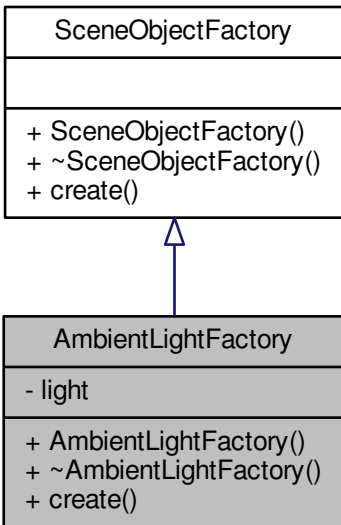 SceneObjectFactory
+ SceneObjectFactory()
+ ~SceneObjectFactory()
+ create()
AmbientLightFactory
- light
+ AmbientLightFactory()
+ ~AmbientLightFactory()
+ create()